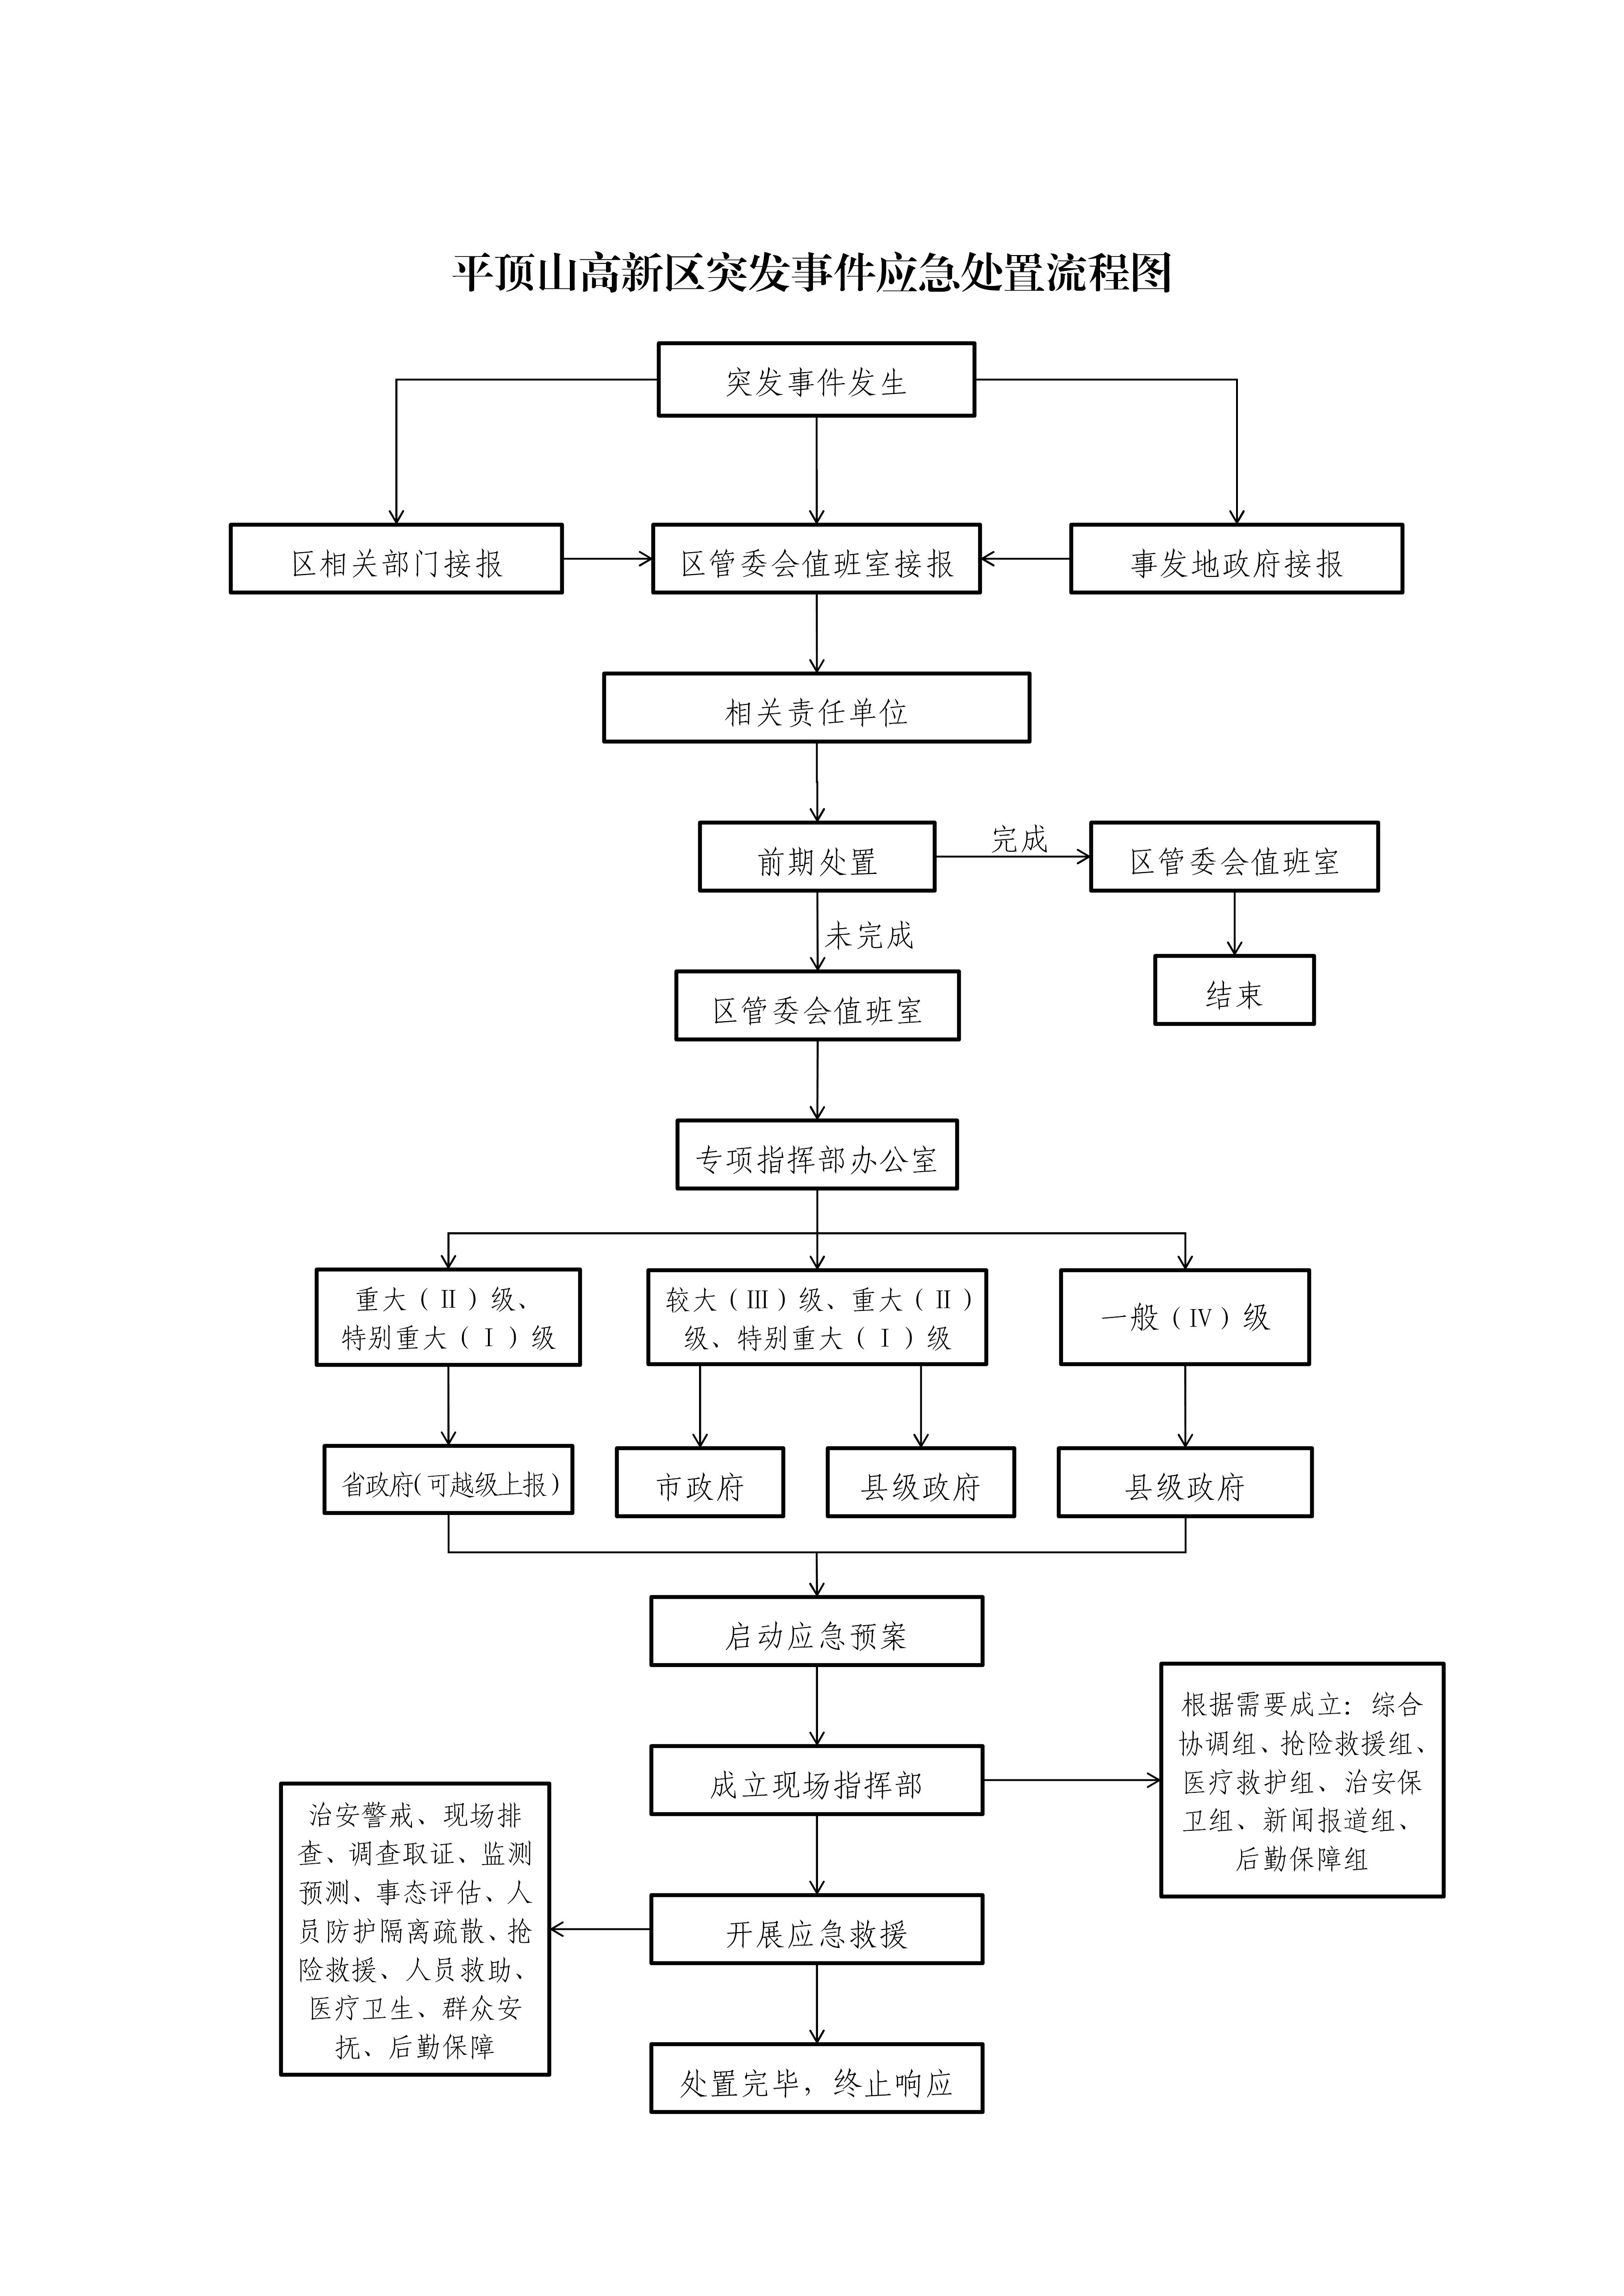 平顶山高新区突发事件应急处置流程图
突发事件发生
区相关部门接报
区管委会值班室接报
事发地政府接报
相关责任单位
前期处置
完成
区管委会值班室
未完成
结束
区管委会值班室
专项指挥部办公室
重大（Ⅱ）级、
特别重大（Ⅰ）级
较大（Ⅲ）级、重大（Ⅱ）
级、特别重大（Ⅰ）级
一般（Ⅳ）级
省政府(可越级上报)
市政府
县级政府
县级政府
启动应急预案
根据需要成立：综合
协调组、抢险救援组、
医疗救护组、治安保
卫组、新闻报道组、
后勤保障组
成立现场指挥部
治安警戒、现场排
查、调查取证、监测
预测、事态评估、人
员防护隔离疏散、抢
险救援、人员救助、
医疗卫生、群众安
抚、后勤保障
开展应急救援
处置完毕，终止响应